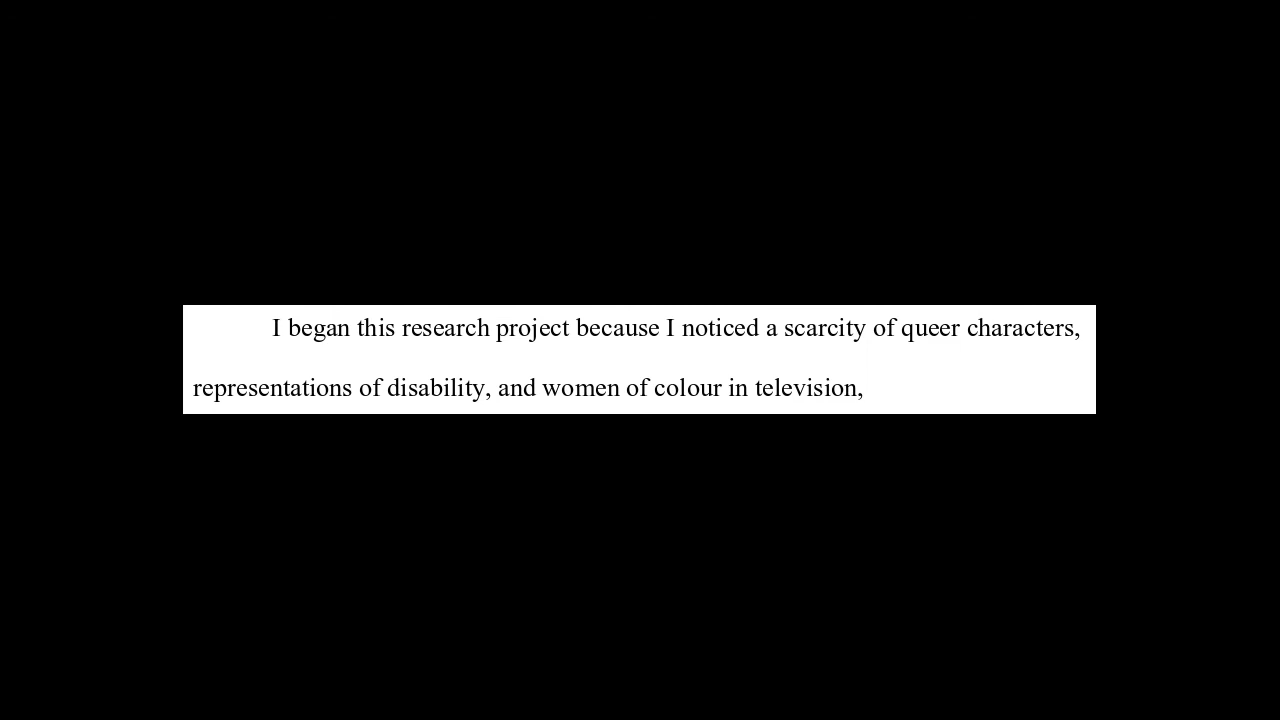 I began this research project because I noticed a scarcity of queer characters,
representations of disability, and women of colour in television,